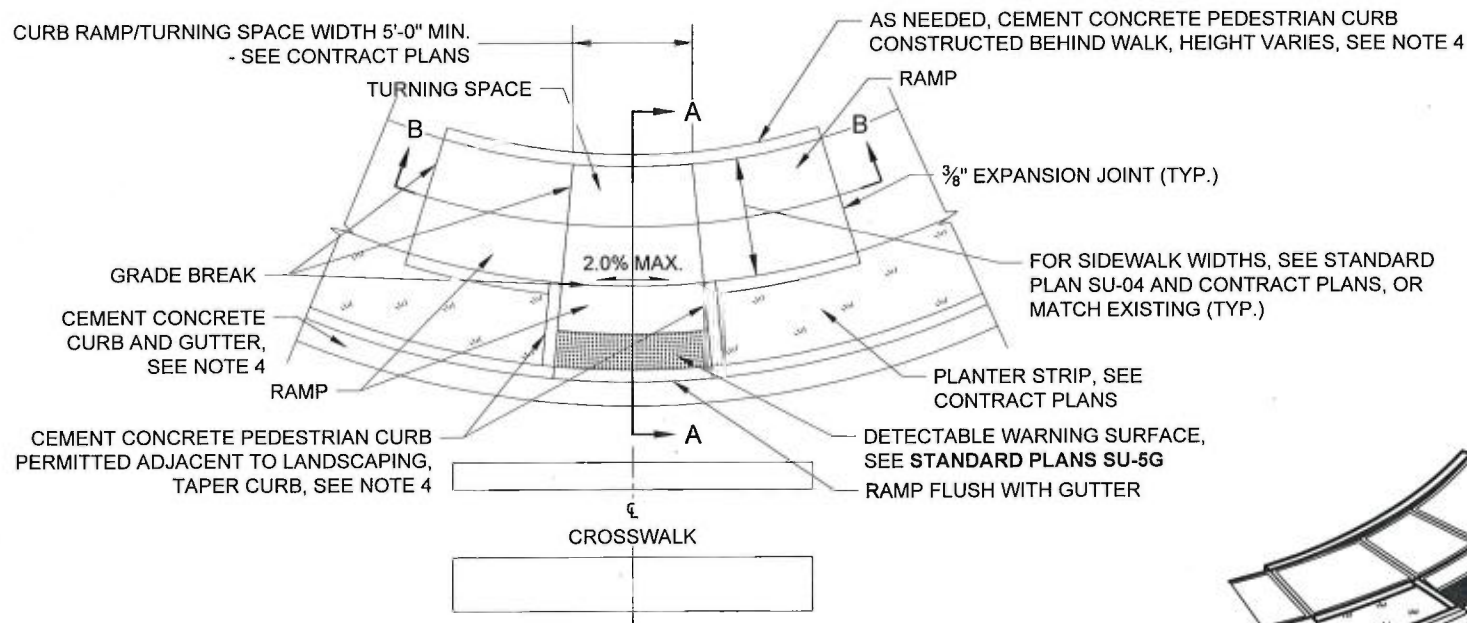 CURB RAMP/TURNING SPACE WIDTH 5'-0" MIN.
- SEE CONTRACT PLANS
TURNING SPACE
AS NEEDED, CEMENT CONCRETE PEDESTRIAN CURB
CONSTRUCTED BEHIND WALK, HEIGHT VARIES, SEE NOTE 4
RAMP
A
B
B
⅜" EXPANSION JOINT (TYP.)
GRADE BREAK
2.0% MAX.
FOR SIDEWALK WIDTHS, SEE STANDARD
PLAN SU-04 AND CONTRACT PLANS, OR
MATCH EXISTING (TYP.)
CEMENT CONCRETE
CURB AND GUTTER,
SEE NOTE 4
RAMP
PLANTER STRIP, SEE
CONTRACT PLANS
CEMENT CONCRETE PEDESTRIAN CURB
PERMITTED ADJACENT TO LANDSCAPING,
TAPER CURB, SEE NOTE 4
A
DETECTABLE WARNING SURFACE,
SEE STANDARD PLANS SU-5G
RAMP FLUSH WITH GUTTER
℄
CROSSWALK